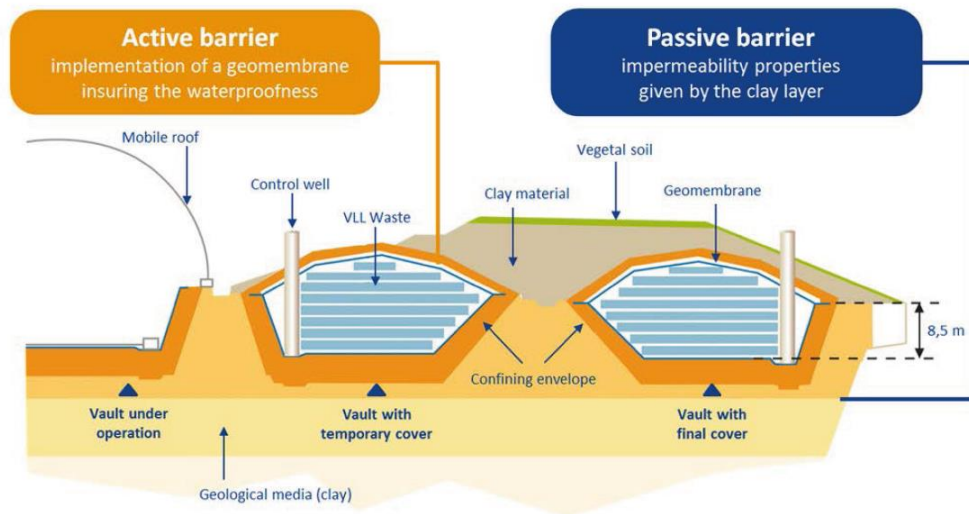 Active barrier
implementation of a geomembrane
insuring the waterproofness
Passive barrier
impermeability properties
given by the clay layer
Mobile roof
Control well
VLL Waste
Clay material
Vegetal soil
Geomembrane
8,5 m
Confining envelope
Vault under
operation
Vault with
temporary cover
Vault with
final cover
Geological media (clay)